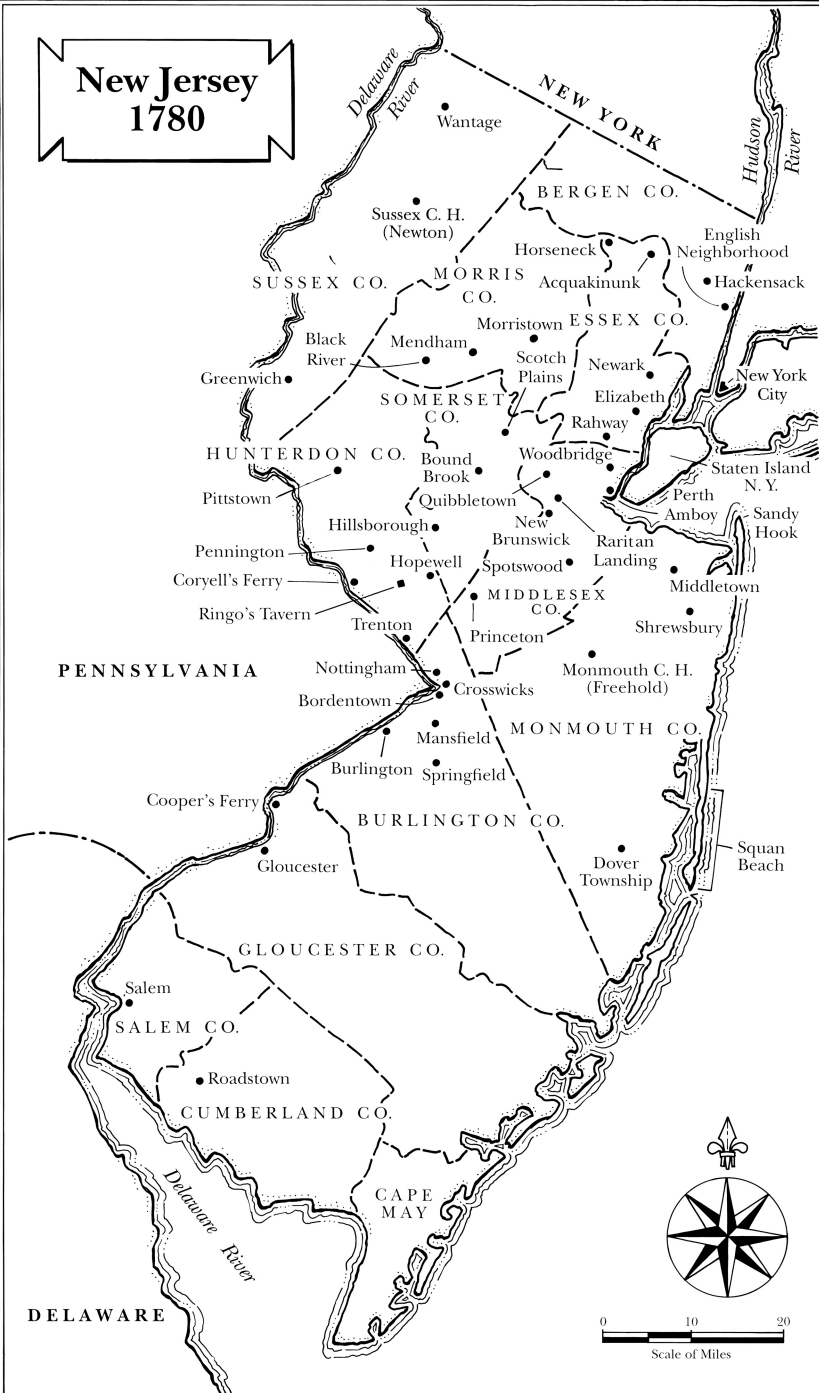 New Jersey
1780
Delaware
River
NEW YORK
Hudson
River
Wantage
BERGEN CO.
Sussex C. H.
(Newton)
Horseneck
English
Neighborhood
SUSSEX CO.
MORRIS
CO.
Acquakinunk
Hackensack
Morristown
ESSEX CO.
Black
River
Mendham
Scotch
Plains
Newark
Greenwich
New York
City
SOMERSET
CO.
Elizabeth
Rahway
HUNTERDON CO.
Bound
Brook
Woodbridge
Staten Island
N. Y.
Pittstown
Quibbletown
Perth
Amboy
Sandy
Hook
Hillsborough
New
Brunswick
Raritan
Landing
Pennington
Hopewell
Spotswood
Coryell's Ferry
Middletown
Ringo's Tavern
MIDDLESEX
CO.
Trenton
Princeton
Shrewsbury
PENNSYLVANIA
Nottingham
Monmouth C. H.
(Freehold)
Crosswicks
Bordentown
MONMOUTH CO.
Mansfield
Burlington
Springfield
Cooper's Ferry
BURLINGTON CO.
Gloucester
Dover
Township
Squan
Beach
GLOUCESTER CO.
Salem
SALEM CO.
Roadstown
CUMBERLAND CO.
Delaware River
CAPE
MAY
DELAWARE
0 10 20
Scale of Miles